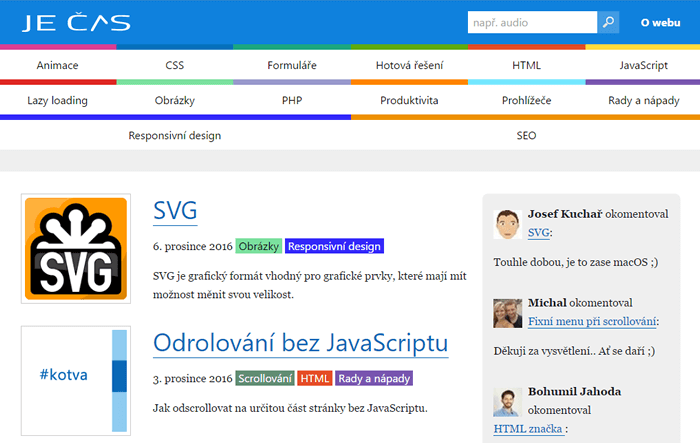 JE ČAS
např. audio
O webu
Animace
CSS
Formuláře
Hotová řešení
HTML
JavaScript
Lazy loading
Obrázky
PHP
Produktivita
Prohlížeče
Rady a nápady
Responsivní design
SEO
SVG
SVG
6. prosince 2016 Obrázky Responsivní design
SVG je grafický formát vhodný pro grafické prvky, které mají mít
možnost měnit svou velikost.
#kotva
Odrolování bez JavaScriptu
3. prosince 2016 Scrollování HTML Rady a nápady
Jak odscrollovat na určitou část stránky bez JavaScriptu.
Josef Kuchař okomentoval
SVG:
Touhle dobou, je to zase macOS ;)
Michal okomentoval
Fixní menu při scrollování:
Děkuji za vysvětlení.. Ať se daří ;)
Bohumil Jahoda
okomentoval
HTML značka :